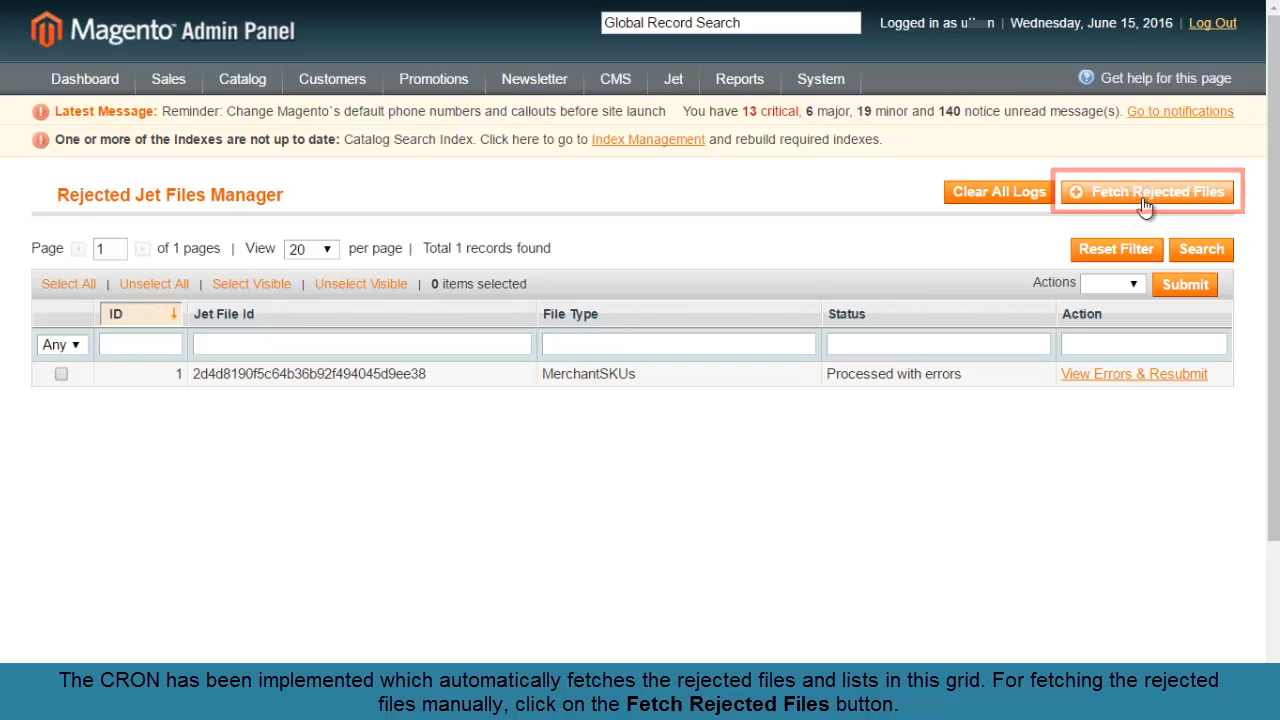 Magento Admin Panel
Global Record Search
Logged in as u n | Wednesday, June 15, 2016 | Log Out
Dashboard Sales Catalog Customers Promotions Newsletter CMS Jet Reports System Get help for this page
Latest Message: Reminder: Change Magento`s default phone numbers and callouts before site launch You have 13 critical, 6 major, 19 minor and 140 notice unread message(s). Go to notifications
One or more of the Indexes are not up to date: Catalog Search Index. Click here to go to Index Management and rebuild required indexes.
Rejected Jet Files Manager Clear All Logs Fetch Rejected Files
Page 1 of 1 pages | View 20 per page | Total 1 records found Reset Filter Search
Select All | Unselect All | Select Visible | Unselect Visible | 0 items selected Actions Submit
ID Jet File Id File Type Status Action
Any
1 2d4d8190f5c64b36b92f494045d9ee38 MerchantSKUs Processed with errors View Errors & Resubmit
The CRON has been implemented which automatically fetches the rejected files and lists in this grid. For fetching the rejected
files manually, click on the Fetch Rejected Files button.